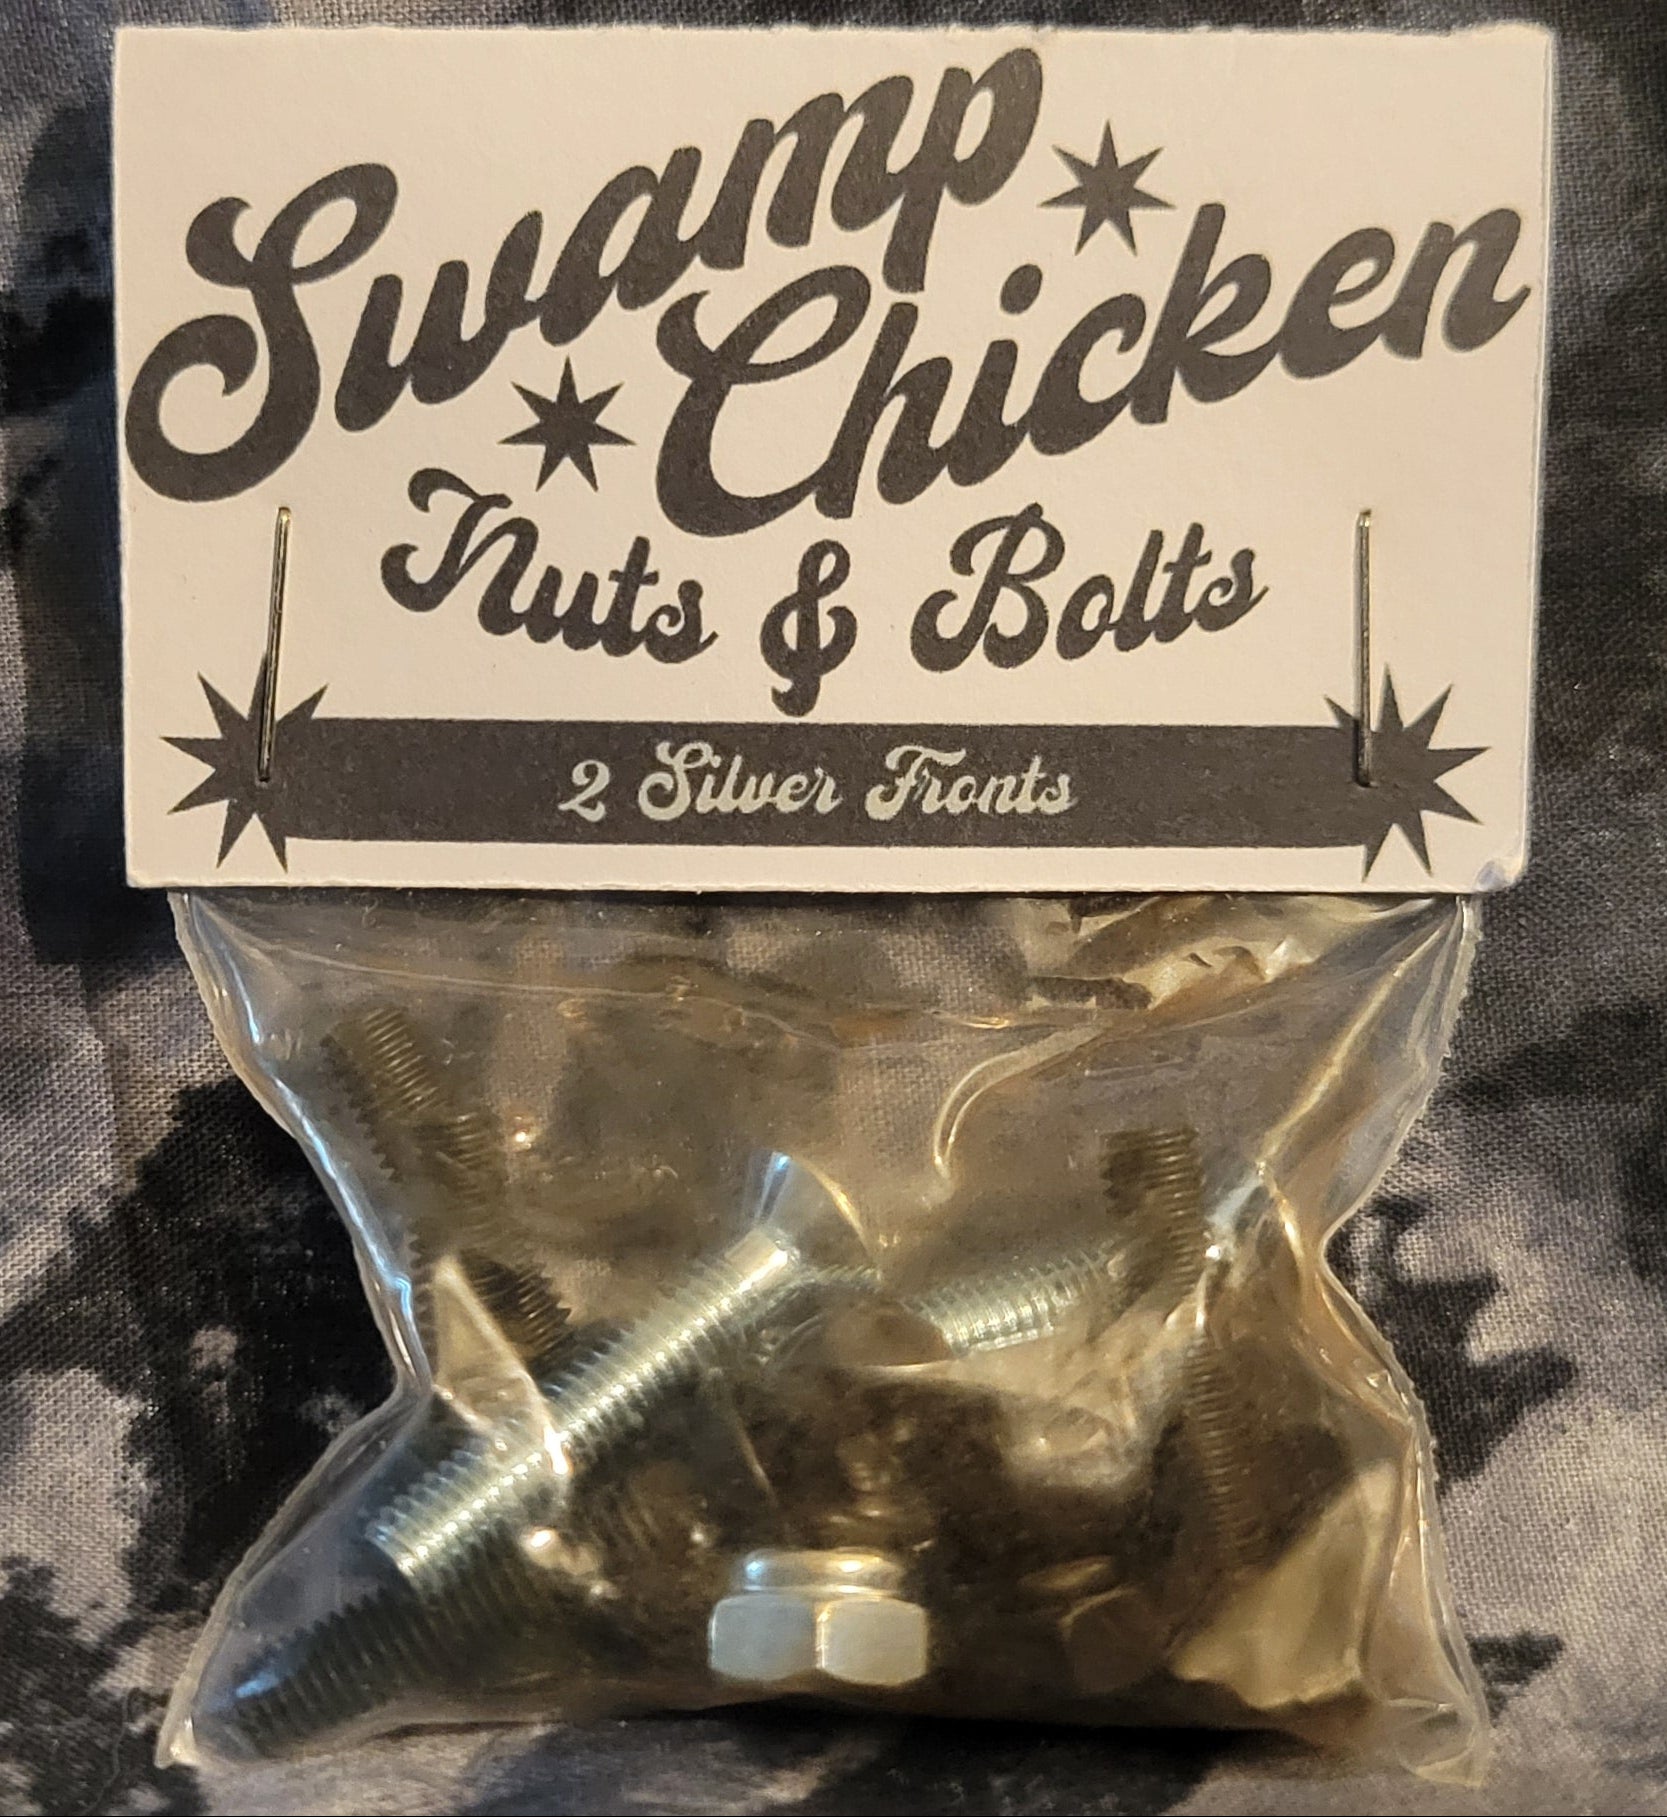 Swamp
Chicken
Nuts & Bolts
2 Silver Fronts